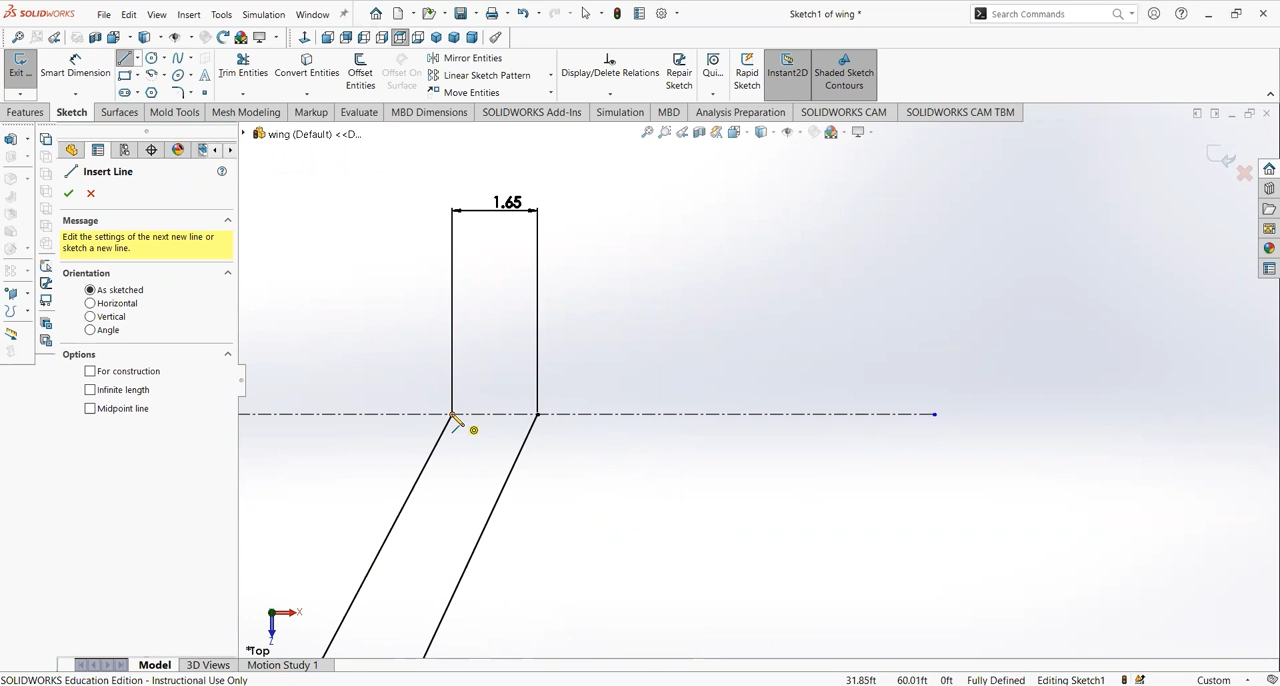 SOLIDWORKS File Edit View Insert Tools Simulation Window Sketch1 of wing * Search Commands
Exit... Smart Dimension Trim Entities Convert Entities Offset Entities Offset On Surface Mirror Entities Display/Delete Relations Repair Sketch Qui... Rapid Sketch Instant2D Shaded Sketch Contours
Linear Sketch Pattern
Move Entities
Features Sketch Surfaces Mold Tools Mesh Modeling Markup Evaluate MBD Dimensions SOLIDWORKS Add-Ins Simulation MBD Analysis Preparation SOLIDWORKS CAM SOLIDWORKS CAM TBM
wing (Default) <<D...
Insert Line
Message
Edit the settings of the next new line or
sketch a new line.
Orientation
As sketched
Horizontal
Vertical
Angle
Options
For construction
Infinite length
Midpoint line
1.65
X
Z
*Top
Model 3D Views Motion Study 1
SOLIDWORKS Education Edition - Instructional Use Only 31.85ft 60.01ft 0ft Fully Defined Editing Sketch1 Custom